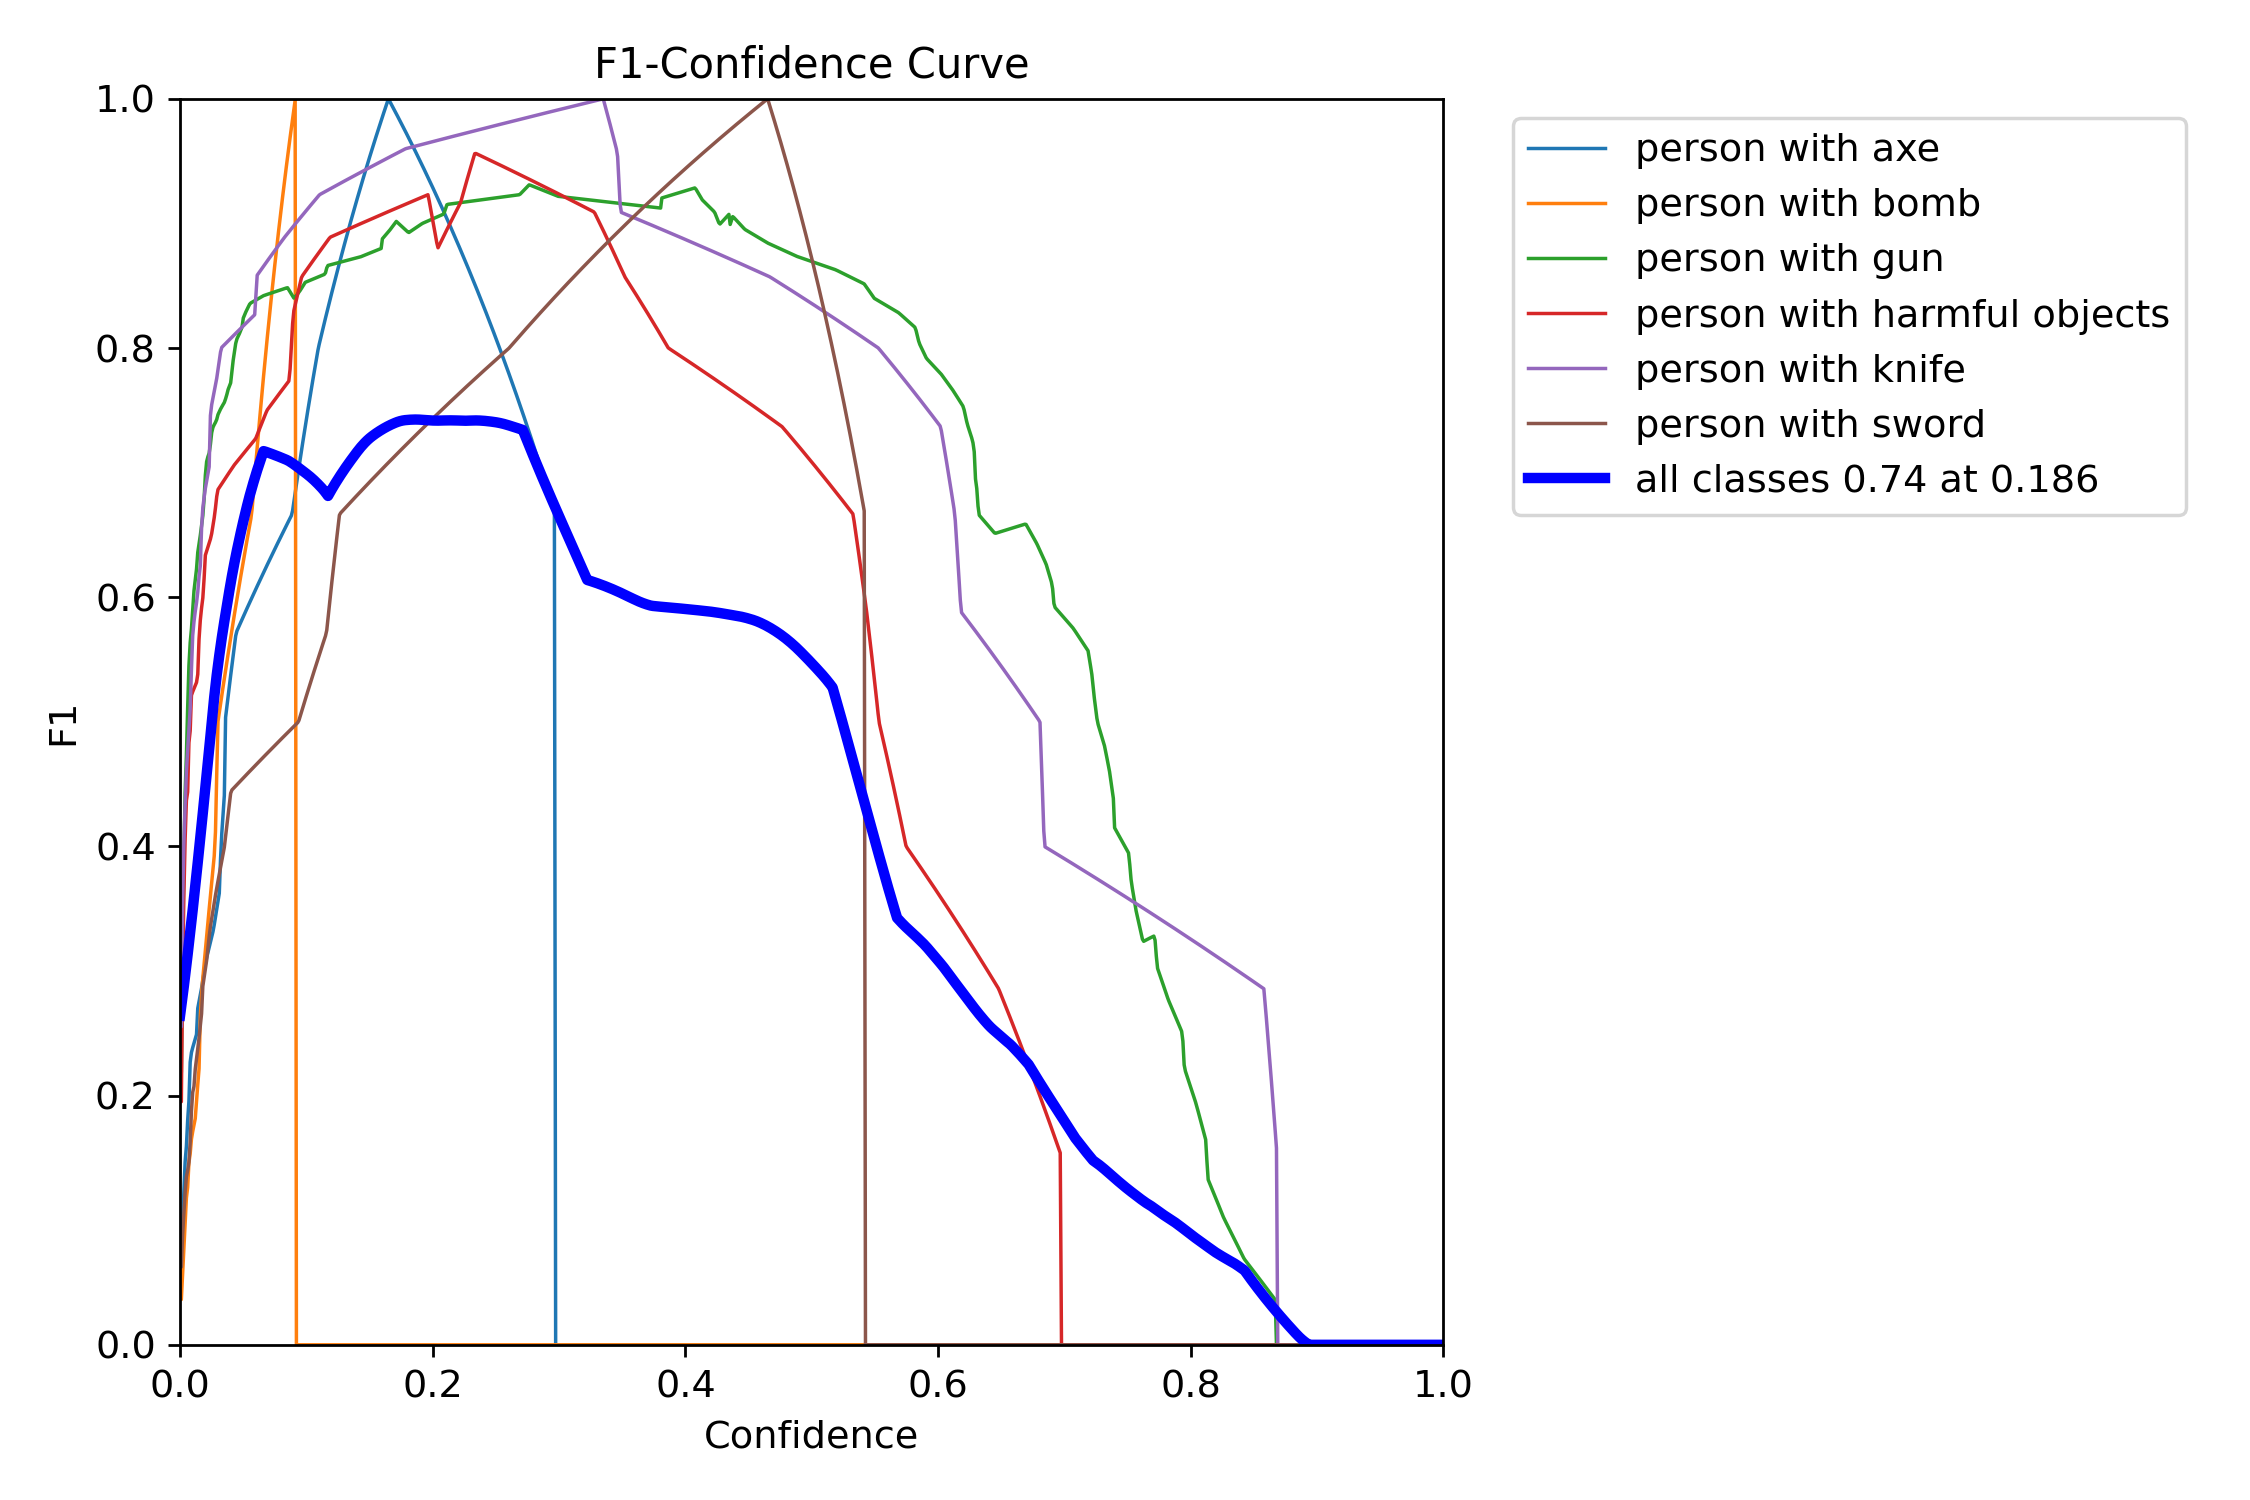 F1-Confidence Curve
1.0
0.8
0.6
0.4
0.2
0.0
F1
0.0 0.2 0.4 0.6 0.8 1.0
Confidence
person with axe
person with bomb
person with gun
person with harmful objects
person with knife
person with sword
all classes 0.74 at 0.186